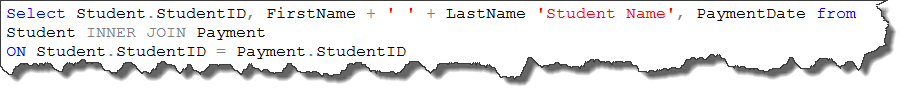 Select Student.StudentID, FirstName + ' ' + LastName 'Student Name', PaymentDate from
Student INNER JOIN Payment
ON Student.StudentID = Payment.StudentID